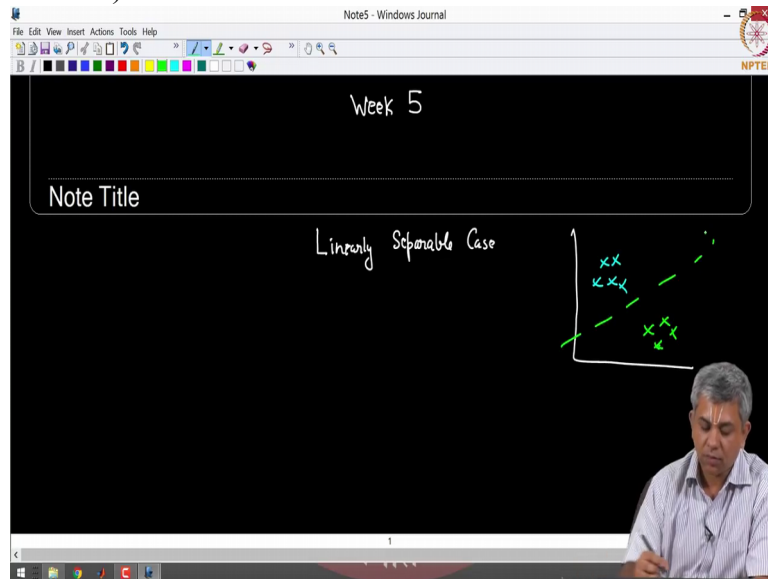 Note5 - Windows Journal
File Edit View Insert Actions Tools Help
B I
NPTEL
Week 5
Note Title
Linearly Separable Case
1